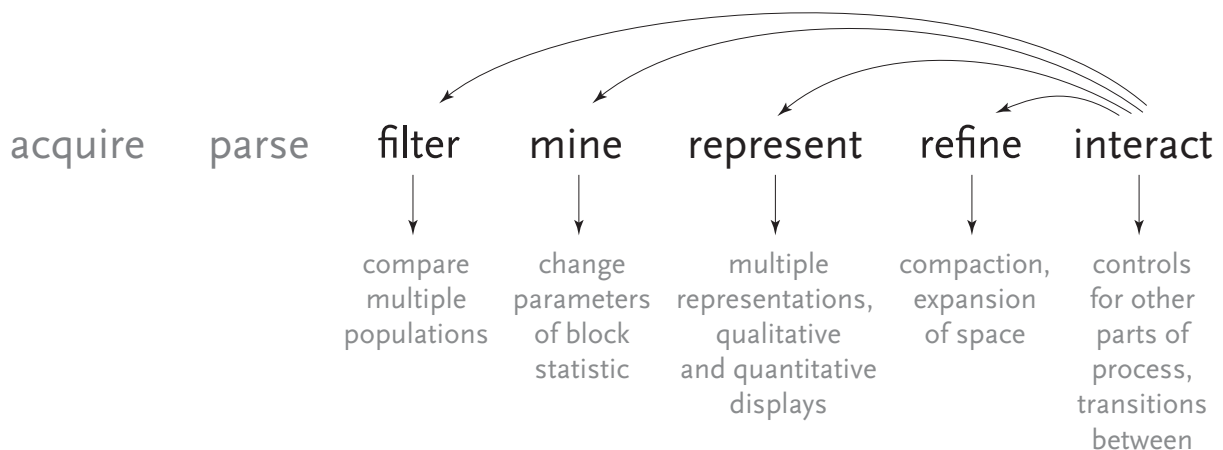 acquire parse filter mine represent refine interact
compare
multiple
populations
change
parameters
of block
statistic
multiple
representations,
qualitative
and quantitative
displays
compaction,
expansion
of space
controls
for other
parts of
process,
transitions
between